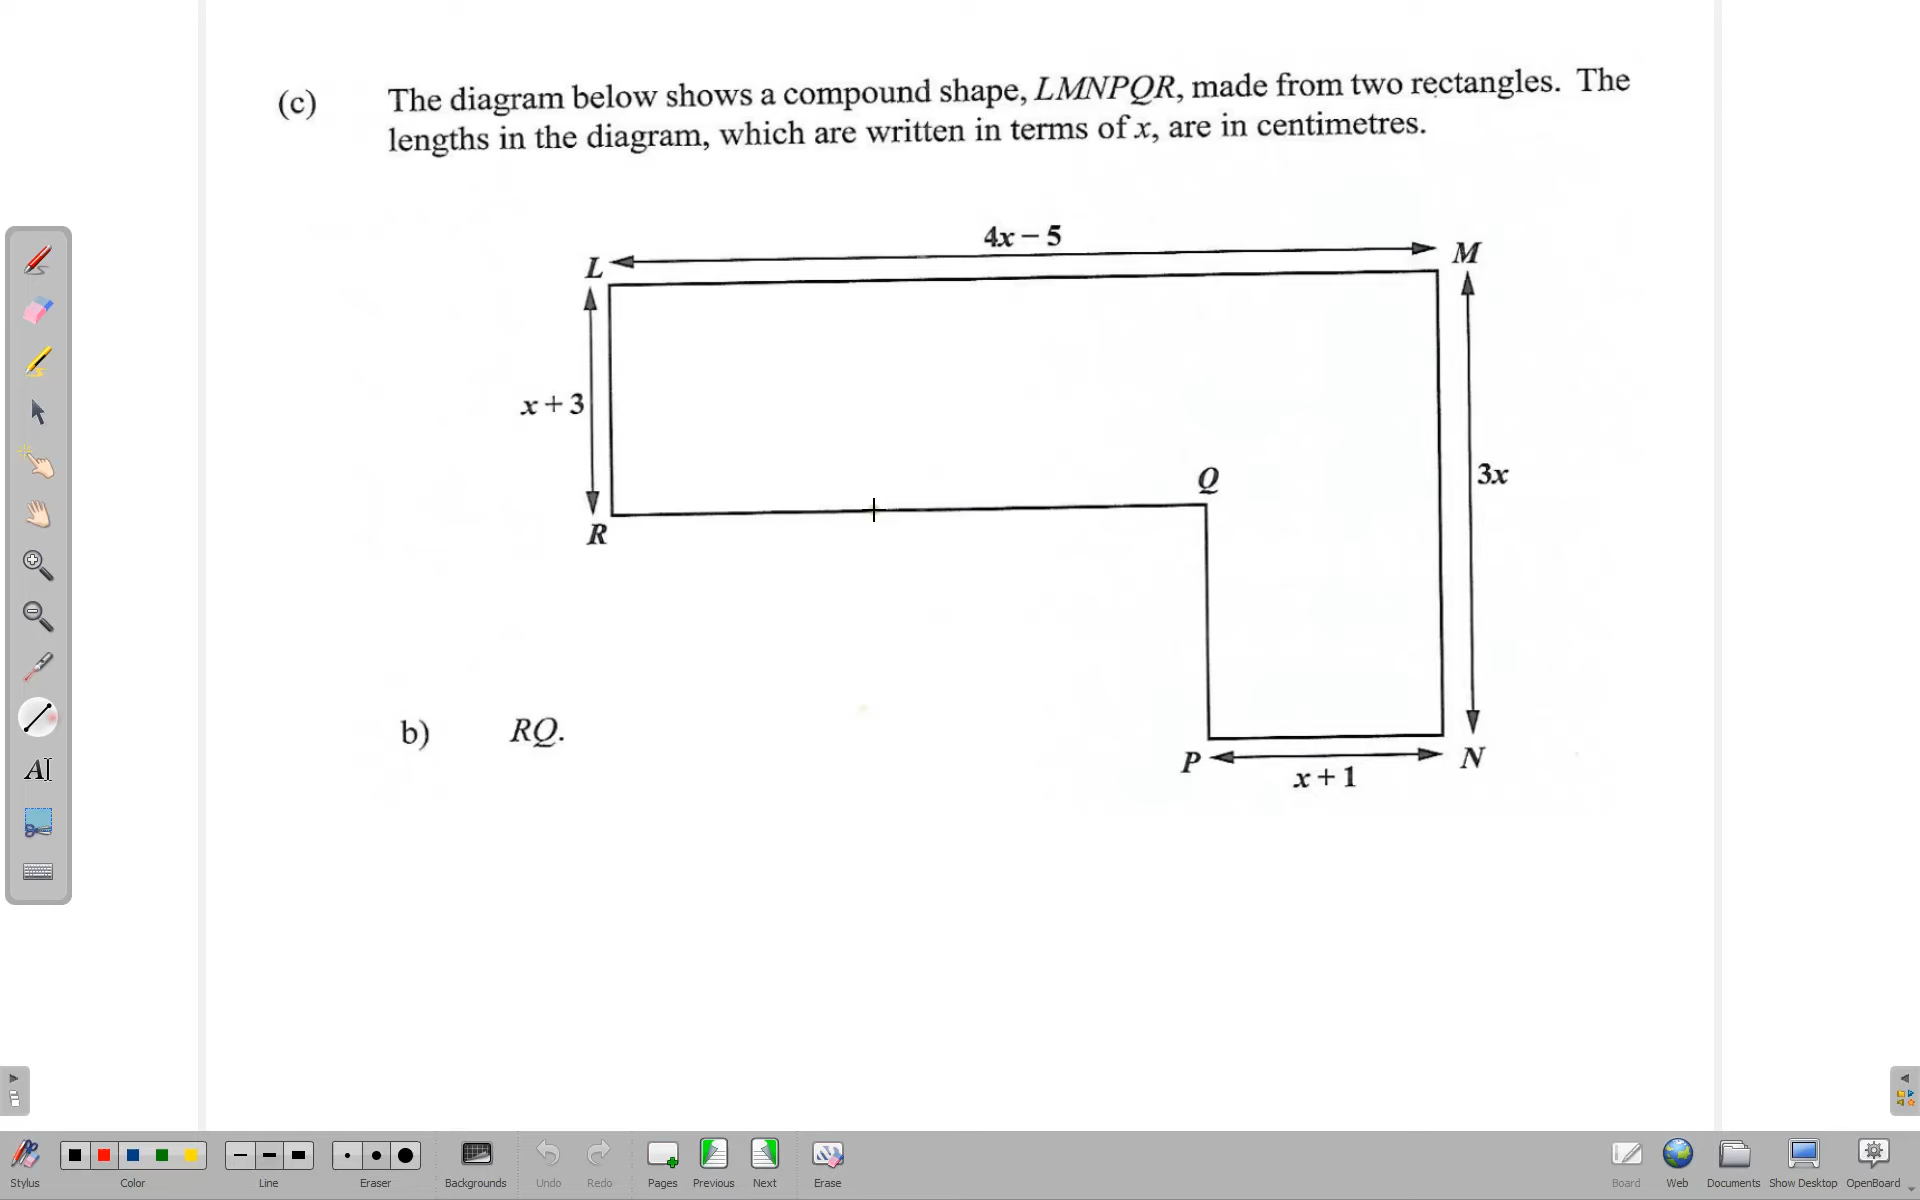 (c) The diagram below shows a compound shape, LMNPQR, made from two rectangles. The
lengths in the diagram, which are written in terms of x, are in centimetres.
4x – 5
L
M
x + 3
Q
3x
R
b) RQ.
P
N
x + 1
AI
Stylus
Color
Line
Eraser
Backgrounds
Undo
Redo
Pages
Previous
Next
Erase
Board
Web
Documents
Show Desktop
OpenBoard